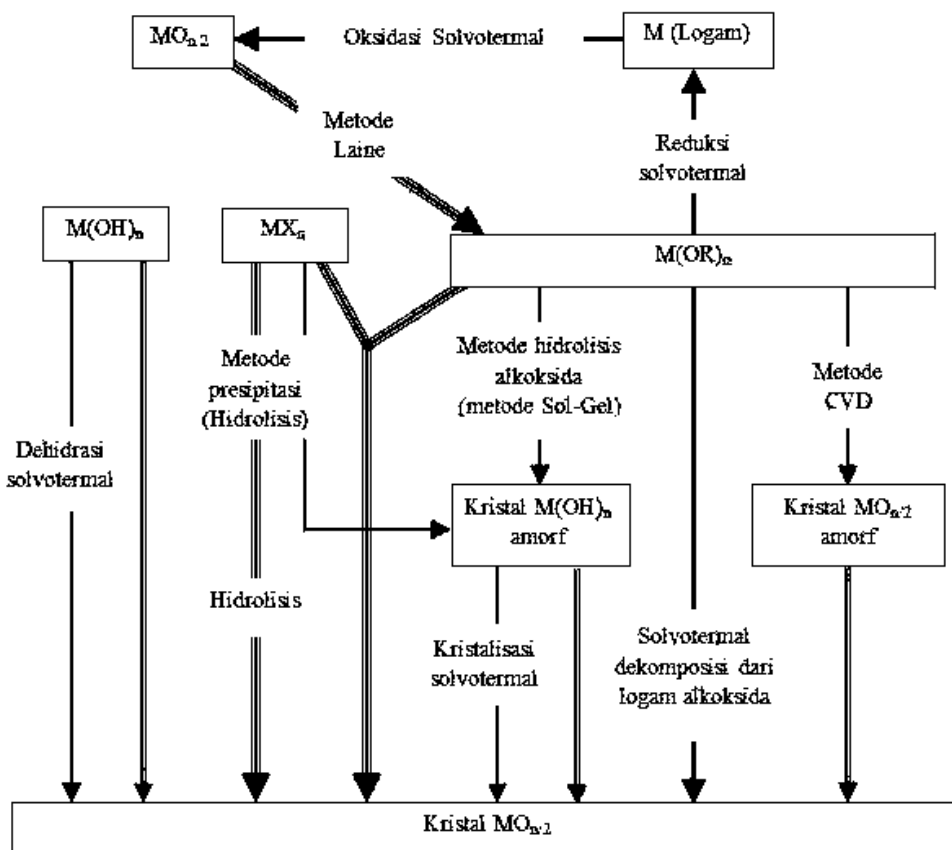 MOn/2
Oksidasi Solvotermal
M (Logam)
Metode
Laine
Reduksi
solvotermal
M(OH)n
MXn
M(OR)n
Metode
presipitasi
(Hidrolisis)
Metode hidrolisis
alkoksida
(metode Sol-Gel)
Metode
CVD
Dehidrasi
solvotermal
Kristal M(OH)n
amorf
Kristal MOn/2
amorf
Hidrolisis
Kristalisasi
solvotermal
Solvotermal
dekomposisi dari
logam alkoksida
Kristal MOn/2